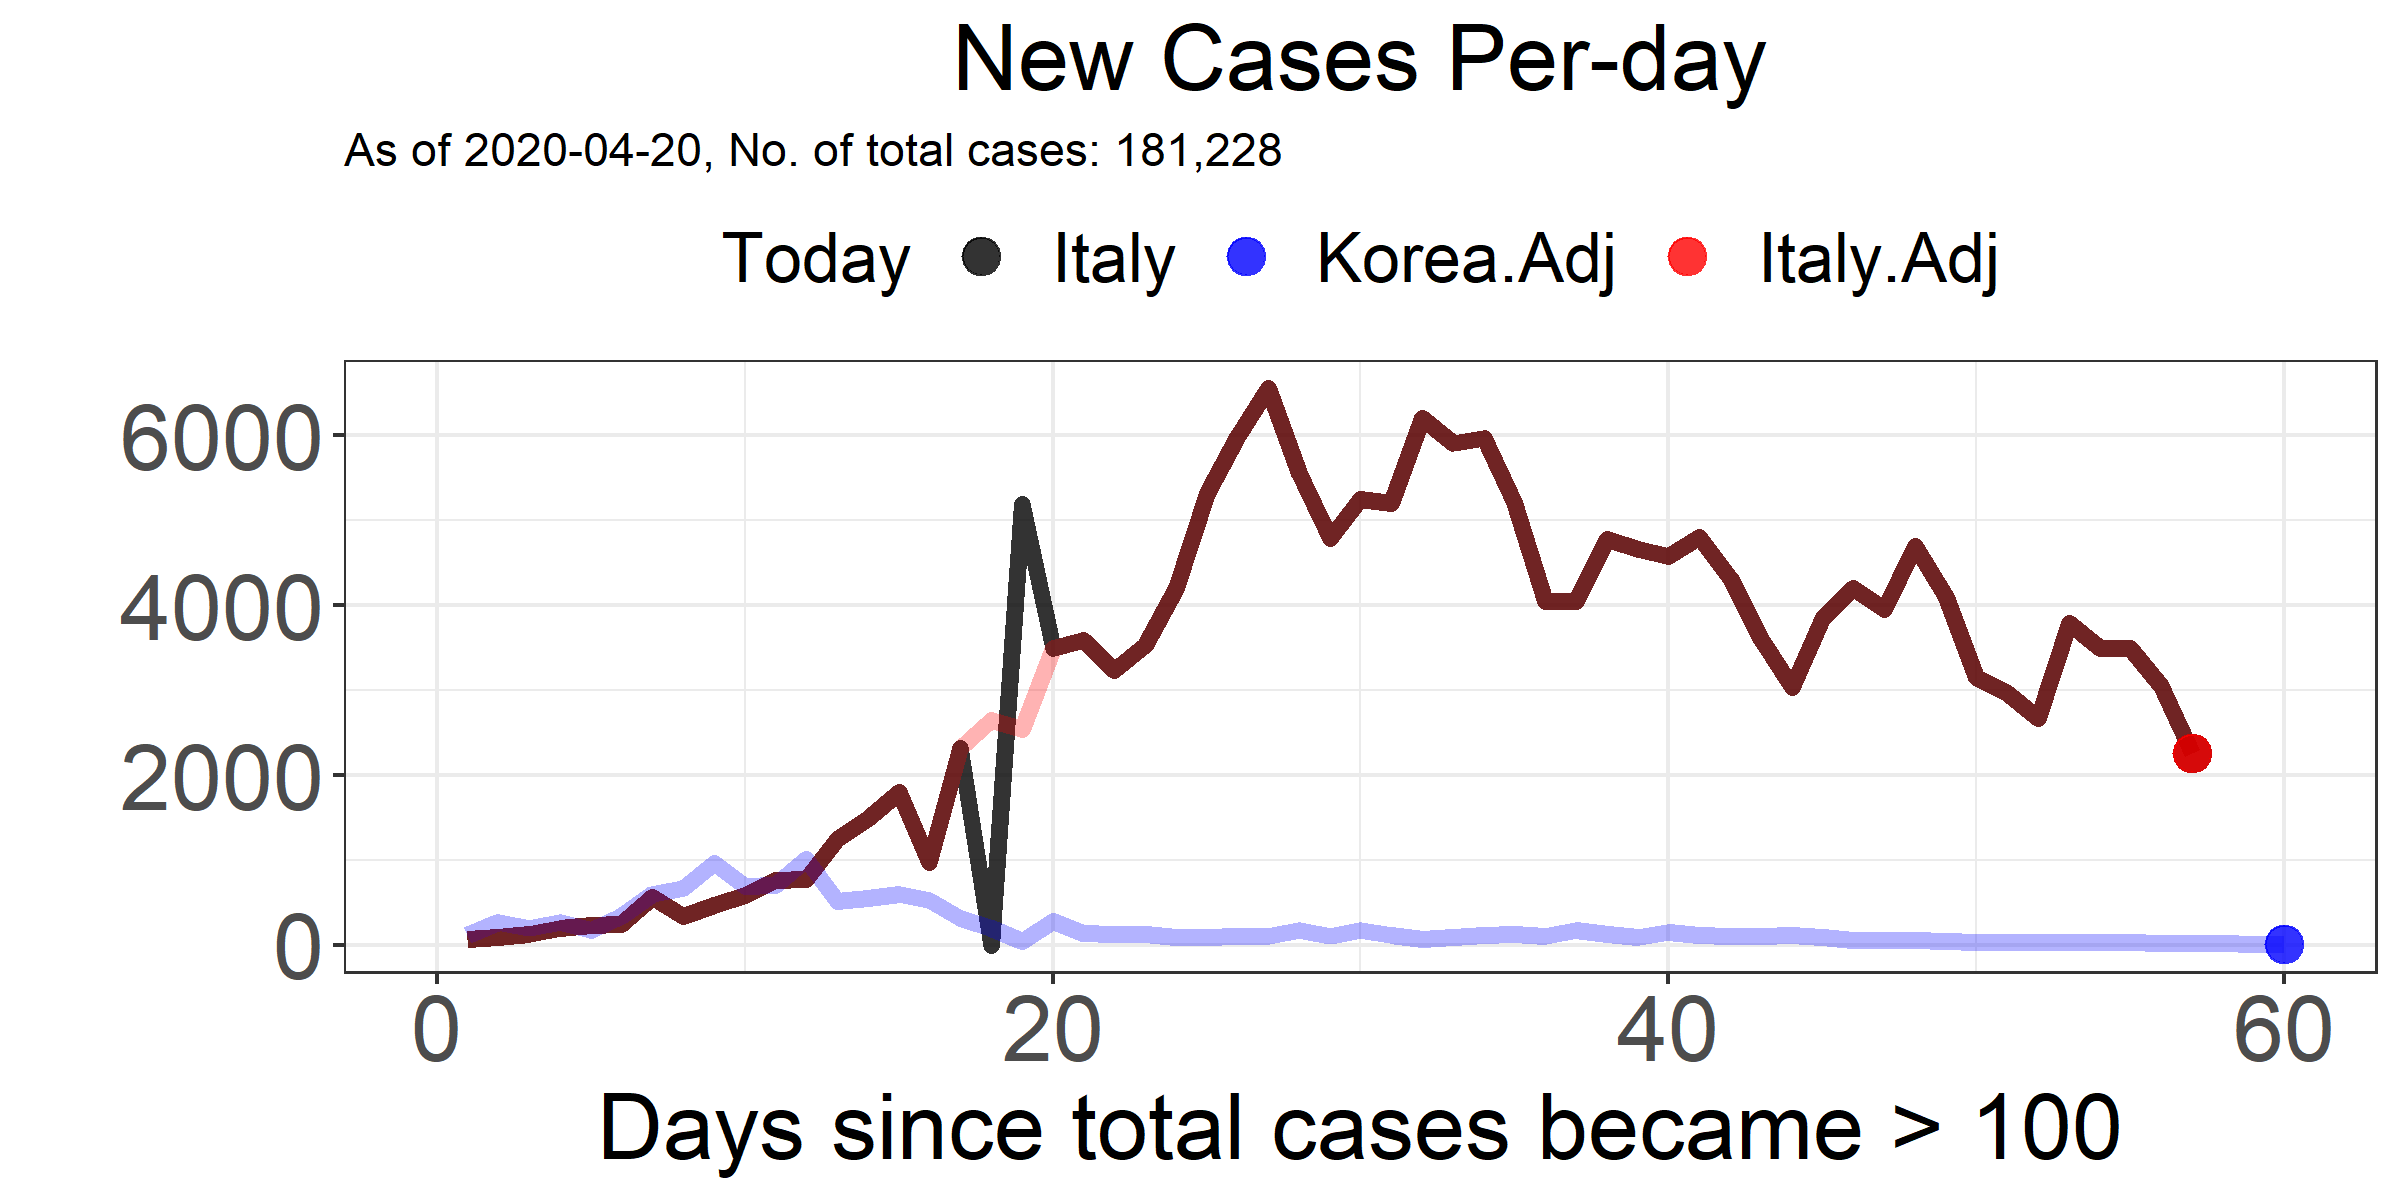 New Cases Per-day
As of 2020-04-20, No. of total cases: 181,228
Today Italy Korea.Adj Italy.Adj
6000
4000
2000
0
0 20 40 60
Days since total cases became > 100